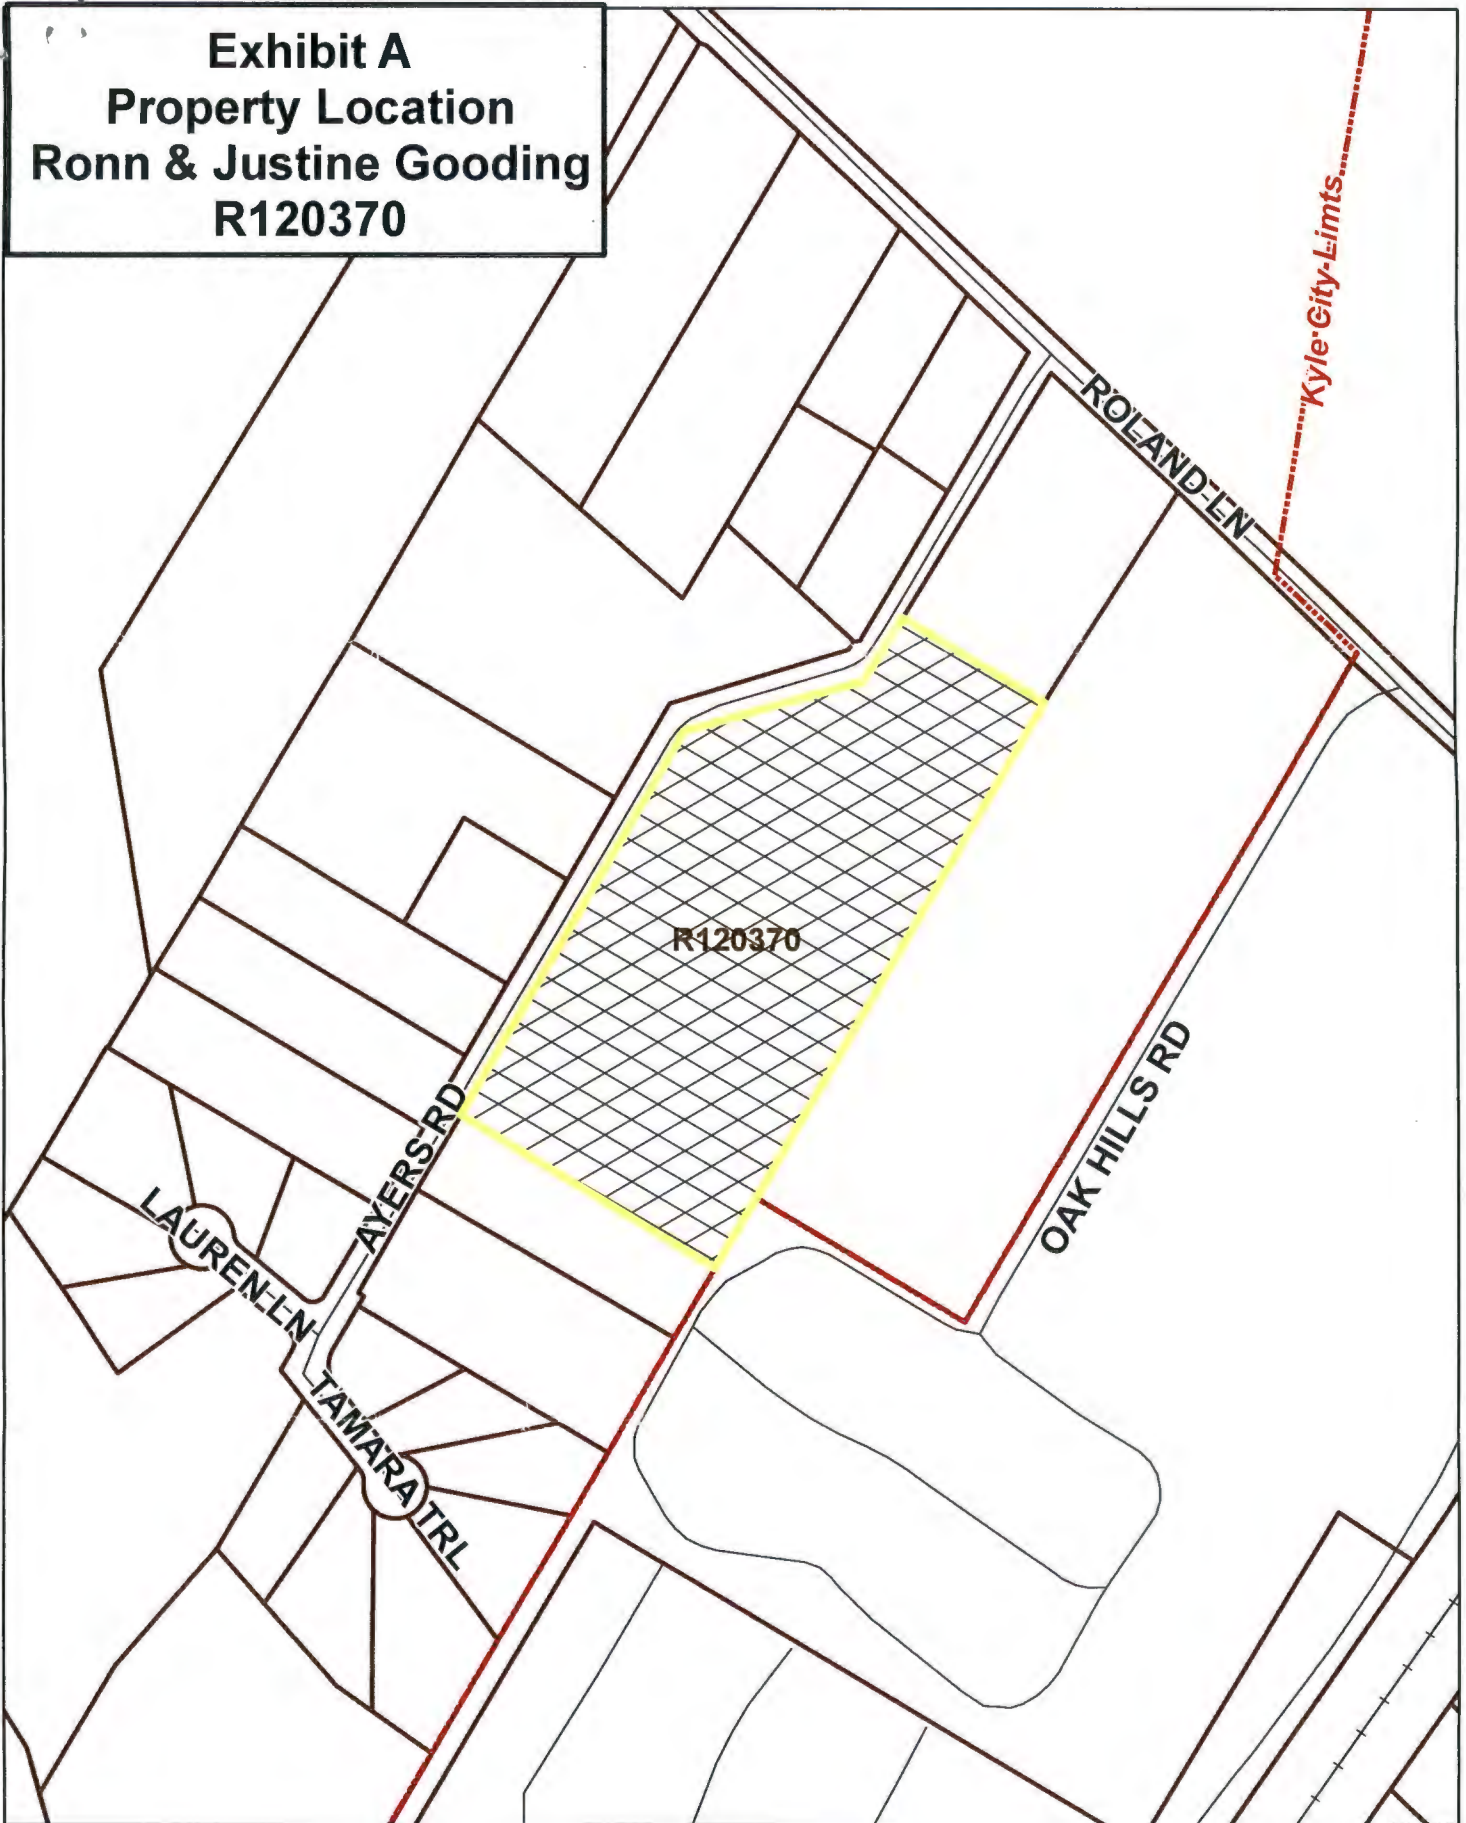 Exhibit A
Property Location
Ronn & Justine Gooding
R120370
Kyle City Limts
ROLAND LN
R120370
OAK HILLS RD
AYERS RD
LAUREN LN
TAMARA TRL